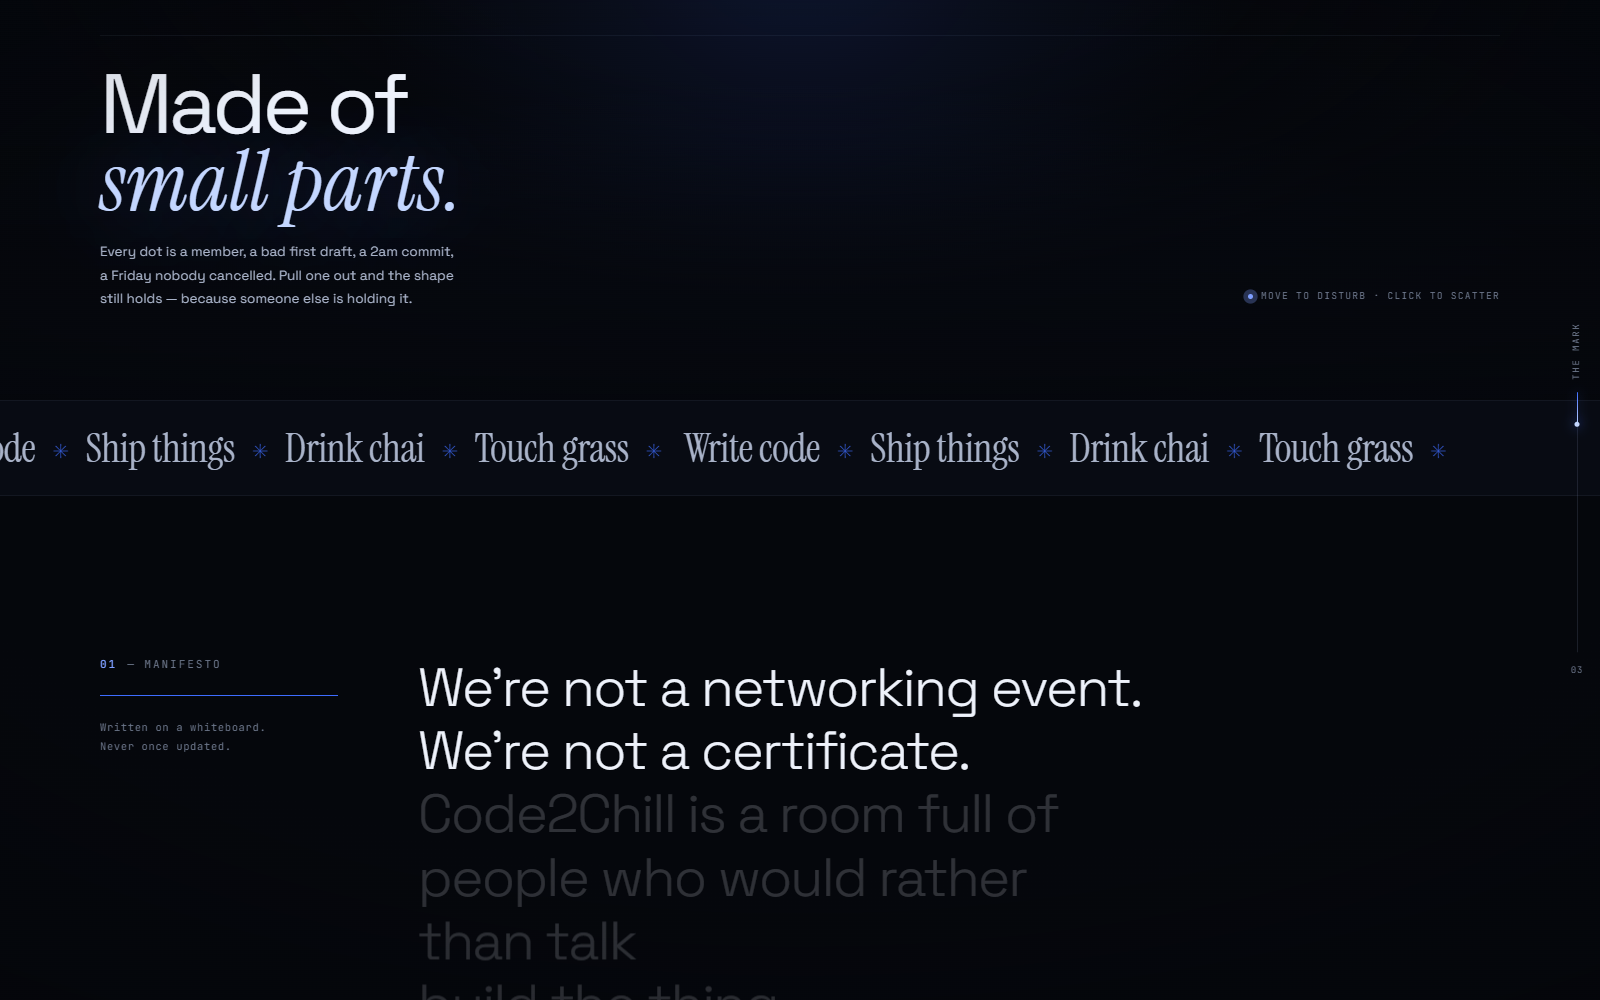 Made of
small parts.
Every dot is a member, a bad first draft, a 2am commit,
a Friday nobody cancelled. Pull one out and the shape
still holds — because someone else is holding it.
MOVE TO DISTURB · CLICK TO SCATTER
THE MARK
ode ✳ Ship things ✳ Drink chai ✳ Touch grass ✳ Write code ✳ Ship things ✳ Drink chai ✳ Touch grass ✳
01 — MANIFESTO
Written on a whiteboard.
Never once updated.
03
We’re not a networking event.
We’re not a certificate.
Code2Chill is a room full of
people who would rather
than talk
build the thing